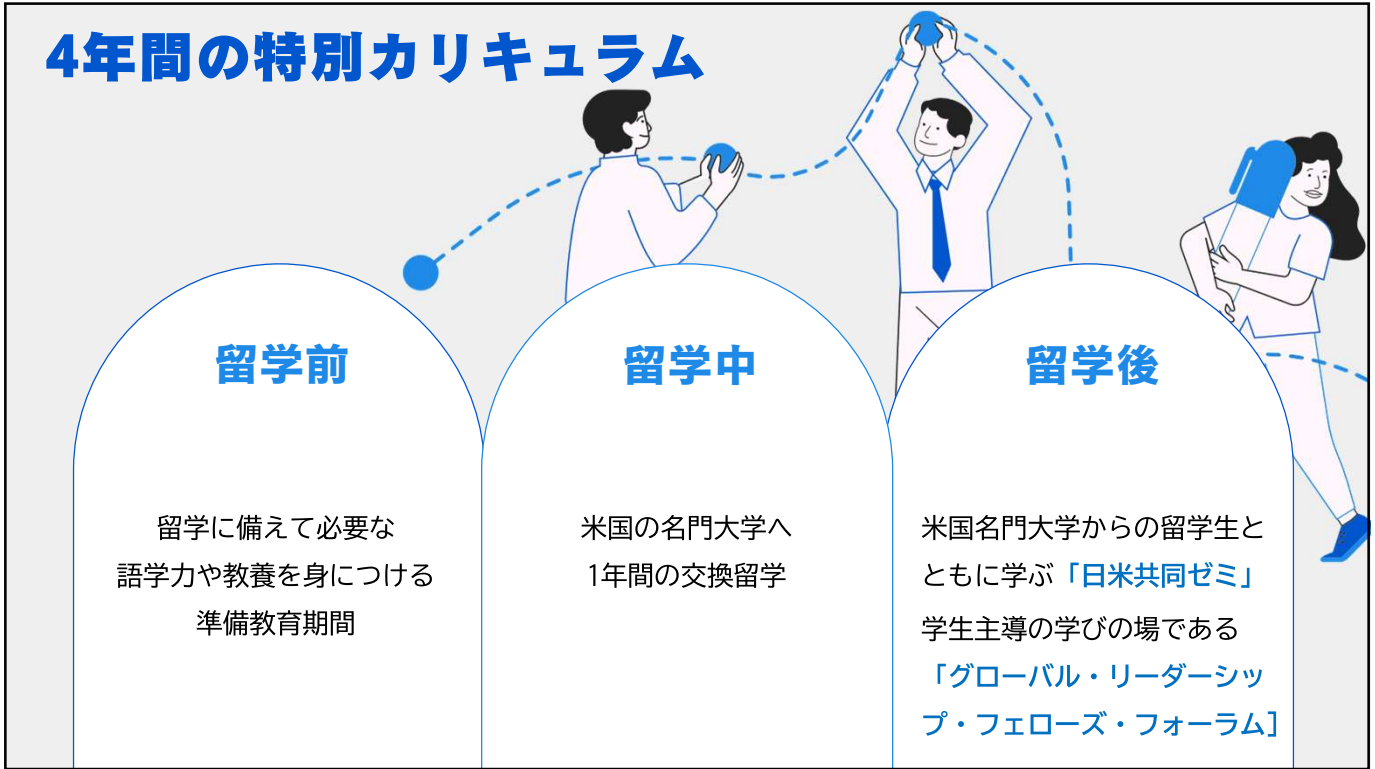 4年間の特別カリキュラム
留学前
留学に備えて必要な
語学力や教養を身につける
準備教育期間
留学中
米国の名門大学へ
1年間の交換留学
留学後
米国名門大学からの留学生と
ともに学ぶ「日米共同ゼミ」
学生主導の学びの場である
「グローバル・リーダーシッ
プ・フェローズ・フォーラム]